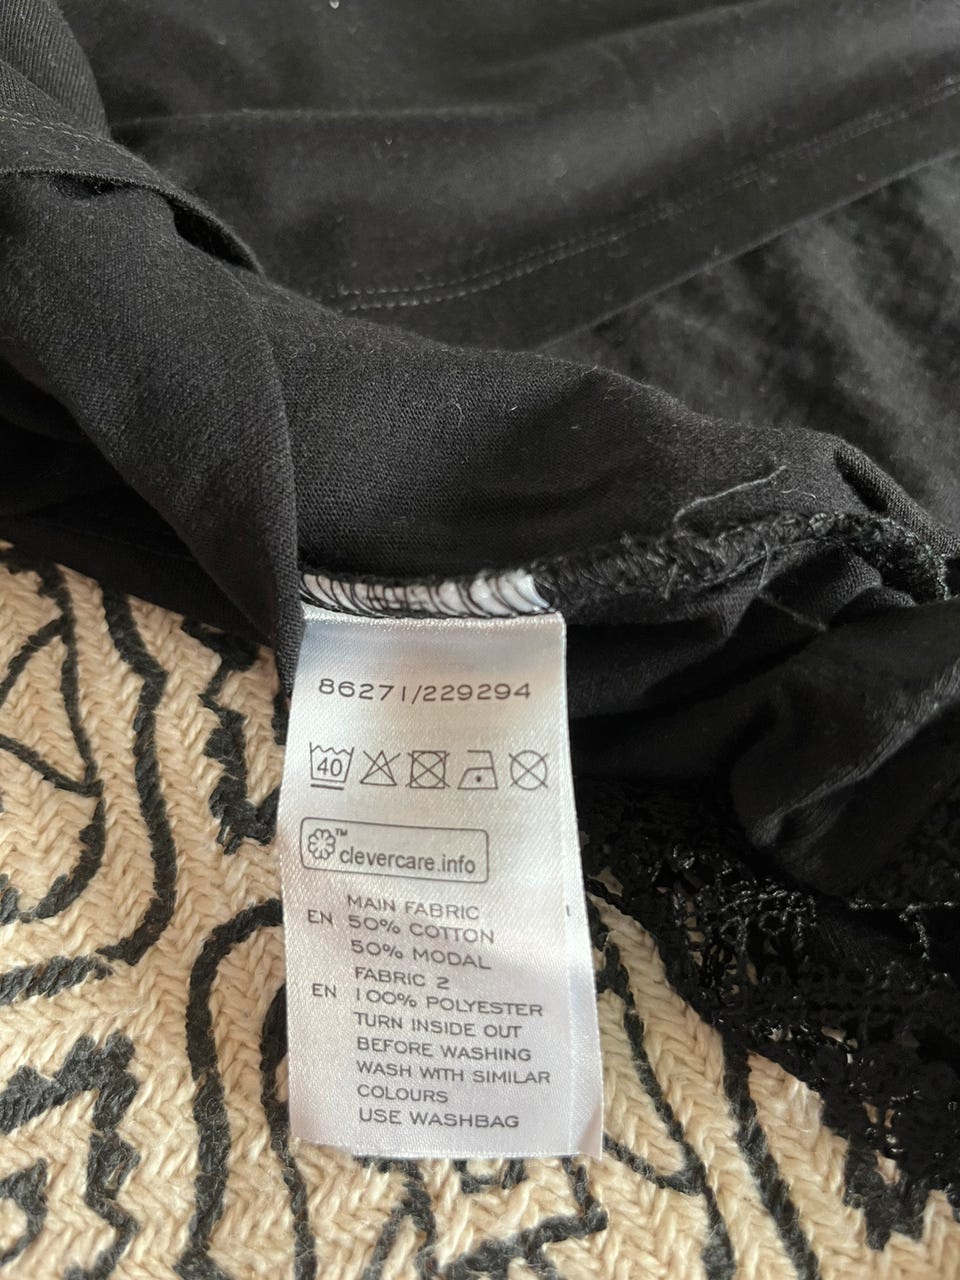 86271/229294
40
™
clevercare.info
MAIN FABRIC
EN 50% COTTON
50% MODAL
FABRIC 2
EN 100% POLYESTER
TURN INSIDE OUT
BEFORE WASHING
WASH WITH SIMILAR
COLOURS
USE WASHBAG